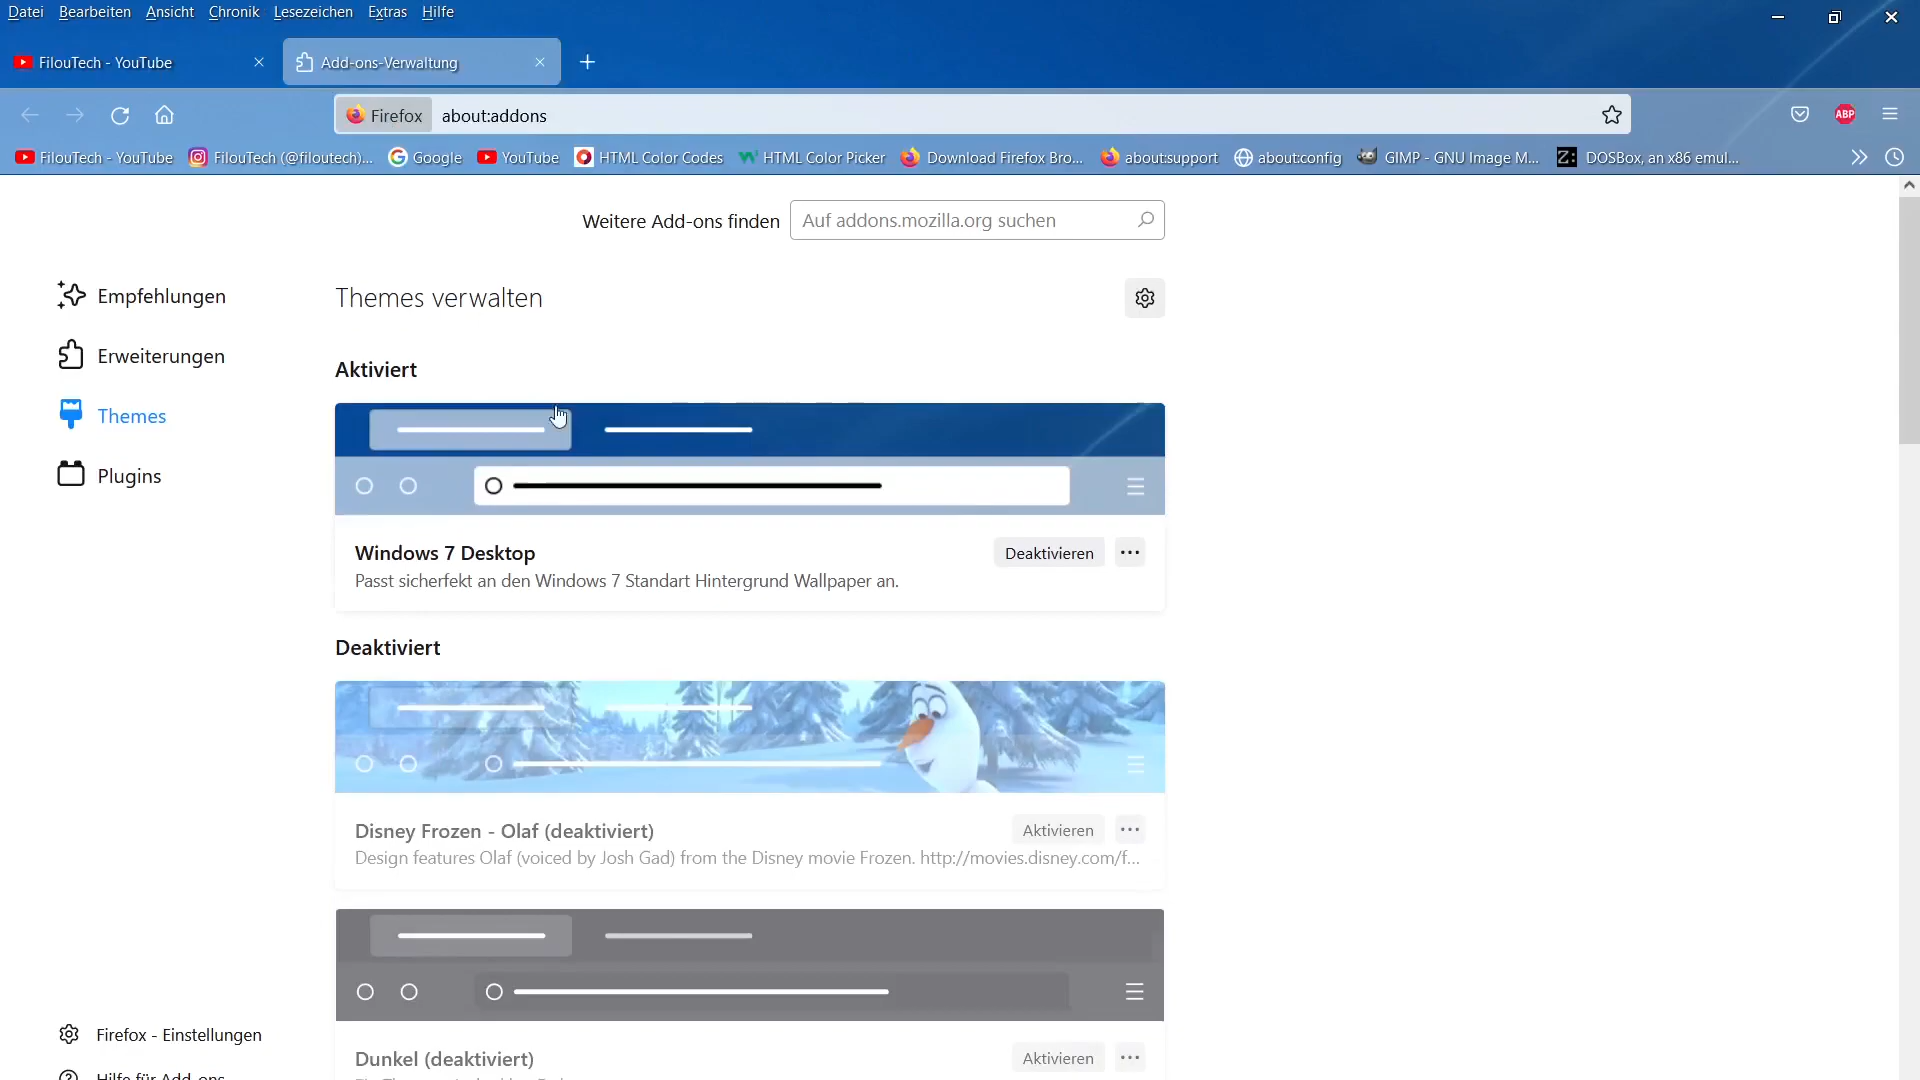 Datei Bearbeiten Ansicht Chronik Lesezeichen Extras Hilfe
FilouTech - YouTube
Add-ons-Verwaltung
Firefox about:addons
ABP
FilouTech - YouTube FilouTech (@filoutech)... Google YouTube HTML Color Codes HTML Color Picker Download Firefox Bro... about:support about:config GIMP - GNU Image M... Z: DOSBox, an x86 emul...
Weitere Add-ons finden Auf addons.mozilla.org suchen
Empfehlungen
Erweiterungen
Themes
Plugins
Firefox - Einstellungen
Hilfe für Add-ons
Themes verwalten
Aktiviert
Windows 7 Desktop Deaktivieren
Passt sicherfekt an den Windows 7 Standart Hintergrund Wallpaper an.
Deaktiviert
Disney Frozen - Olaf (deaktiviert) Aktivieren
Design features Olaf (voiced by Josh Gad) from the Disney movie Frozen. http://movies.disney.com/f...
Dunkel (deaktiviert) Aktivieren